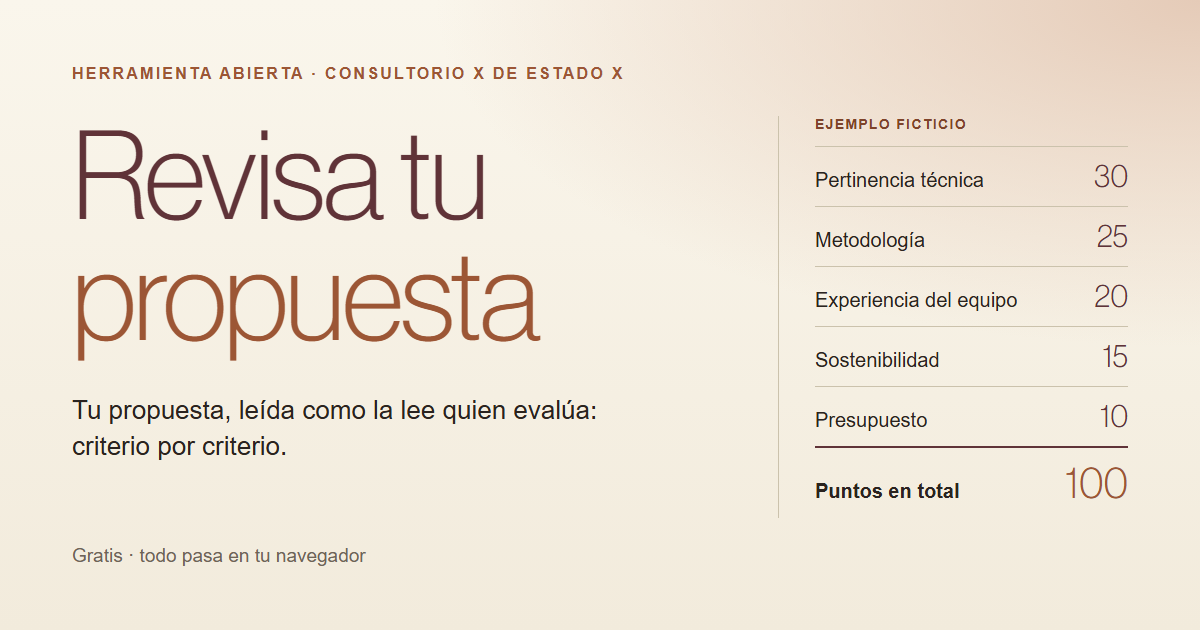 HERRAMIENTA ABIERTA · CONSULTORIO X DE ESTADO X
Revisa tu
propuesta
Tu propuesta, leída como la lee quien evalúa:
criterio por criterio.
Gratis · todo pasa en tu navegador
EJEMPLO FICTICIO
Pertinencia técnica 30
Metodología 25
Experiencia del equipo 20
Sostenibilidad 15
Presupuesto 10
Puntos en total 100